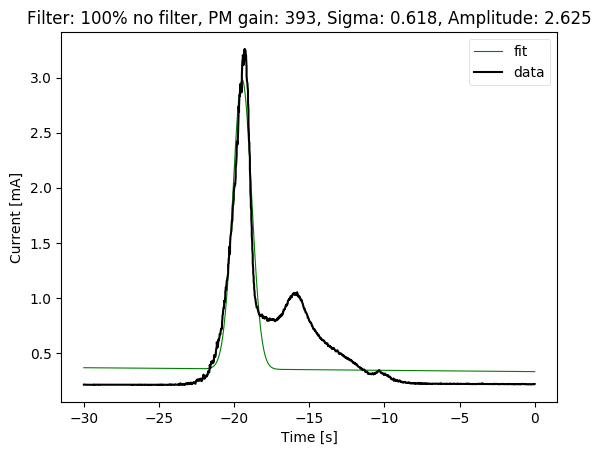 Filter: 100% no filter, PM gain: 393, Sigma: 0.618, Amplitude: 2.625
fit
data
3.0
2.5
2.0
1.5
1.0
0.5
Current [mA]
−30
−25
−20
−15
−10
−5
0
Time [s]